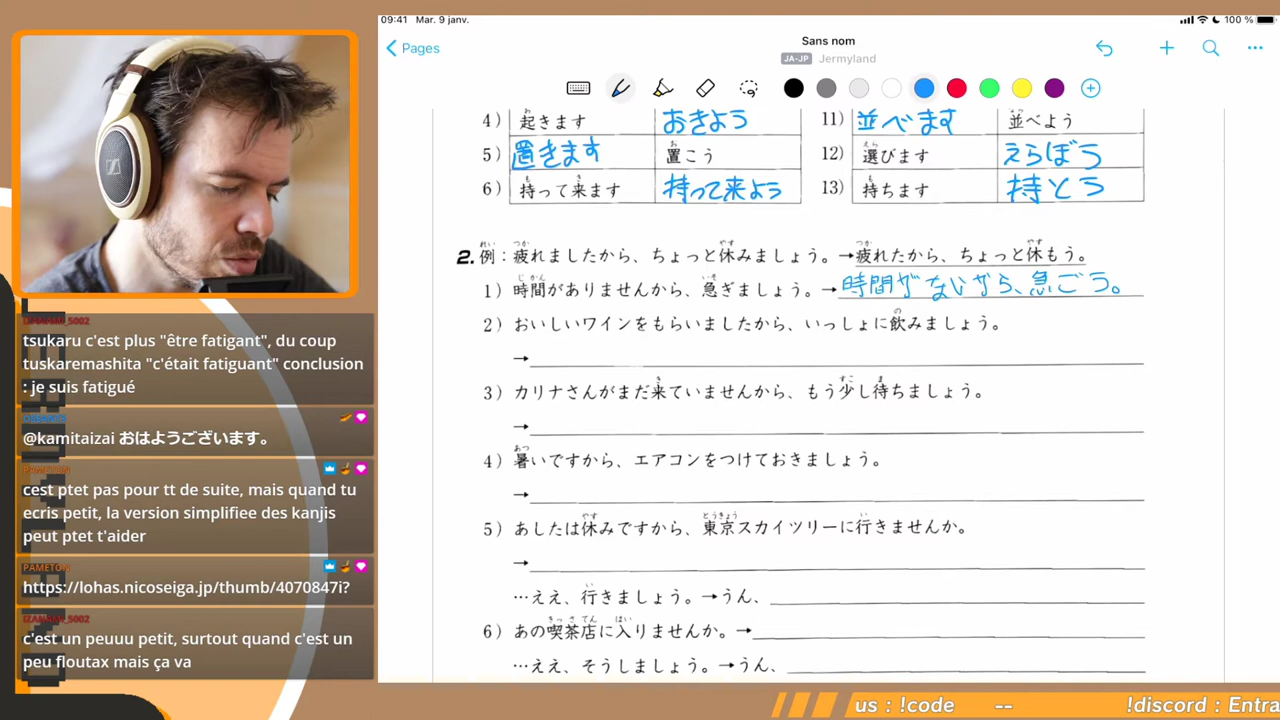 09:41 Mar. 9 janv.
100 %
Pages
Sans nom
JA-JP Jermyland
4) 起きます おきよう 11) 並べます 並べよう
5) 置きます 置こう 12) 選びます えらぼう
6) 持って来ます 持って来よう 13) 持ちます 持とう
2. 例：疲れましたから、ちょっと休みましょう。→疲れたから、ちょっと休もう。
1) 時間がありませんから、急ぎましょう。→時間がないから、急ごう。
2) おいしいワインをもらいましたから、いっしょに飲みましょう。
→
3) カリナさんがまだ来ていませんから、もう少し待ちましょう。
→
4) 暑いですから、エアコンをつけておきましょう。
→
5) あしたは休みですから、東京スカイツリーに行きませんか。
→
…ええ、行きましょう。→うん、
6) あの喫茶店に入りませんか。→
…ええ、そうしましょう。→うん、
tsukaru c'est plus "être fatigant", du coup
tuskaremashita "c'était fatiguant" conclusion
: je suis fatigué
@kamitaizai おはようございます。
PAMETON
cest ptet pas pour tt de suite, mais quand tu
ecris petit, la version simplifiee des kanjis
peut ptet t'aider
PAMETON
https://lohas.nicoseiga.jp/thumb/4070847i?
c'est un peuuu petit, surtout quand c'est un
peu floutax mais ça va
us : !code -- !discord : Entra